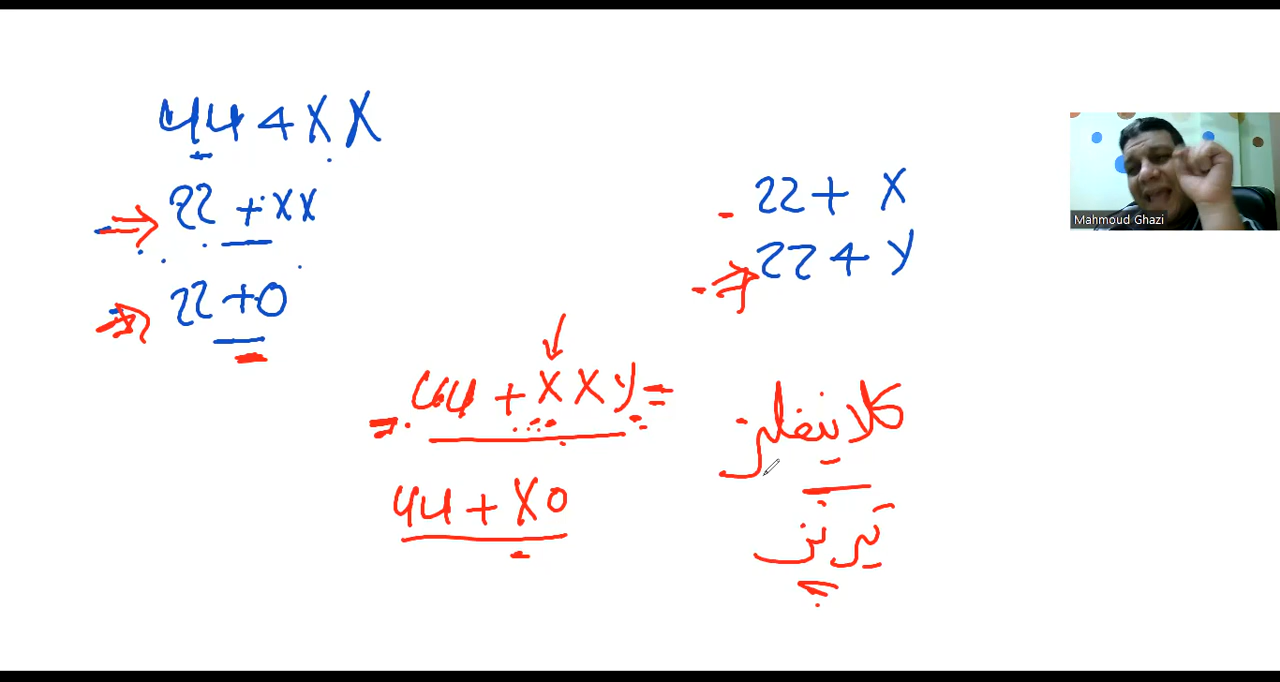 44 + XX
22 + XX
22 + 0
22 + X
22 + Y
44 + XXY =
44 + X0
كلاينفلتر
تيرنر
Mahmoud Ghazi